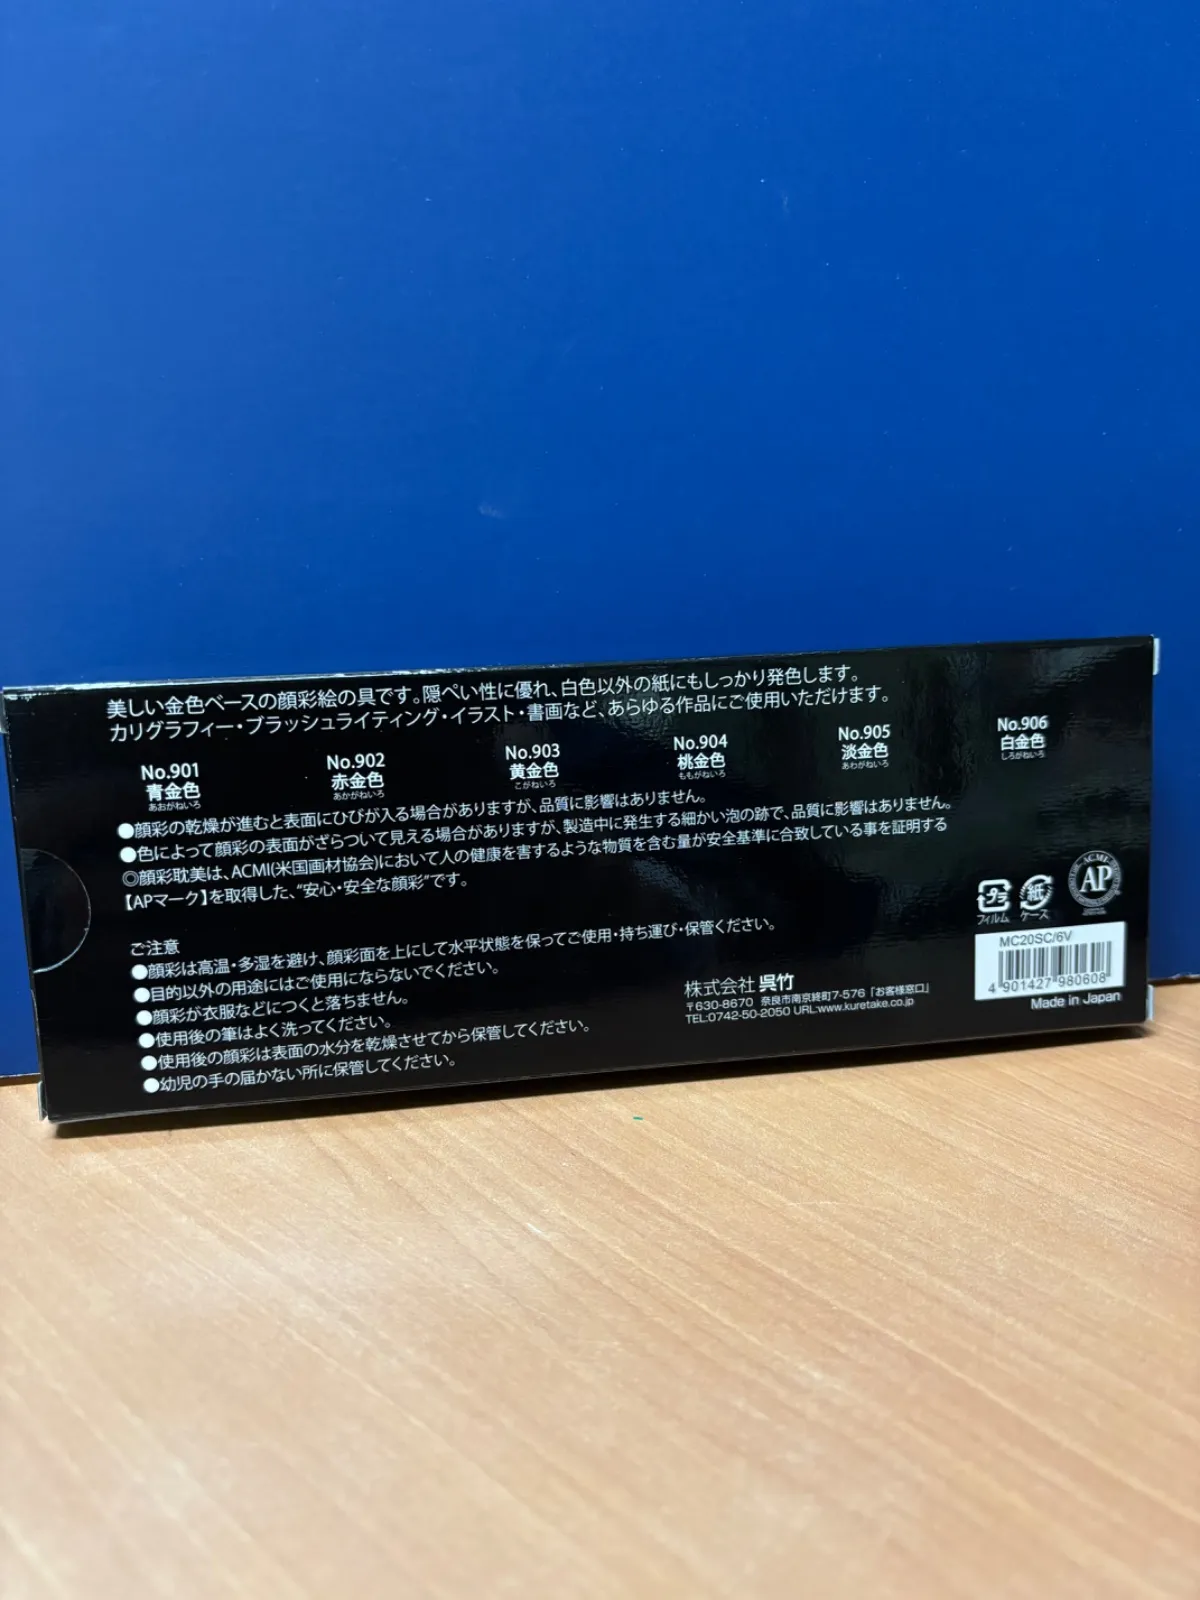 美しい金色ベースの顔彩絵の具です。隠ぺい性に優れ、白色以外の紙にもしっかり発色します。
カリグラフィー・ブラッシュライティング・イラスト・書画など、あらゆる作品にご使用いただけます。
No.901 No.902 No.903 No.904 No.905 No.906
青金色 赤金色 黄金色 桃金色 淡金色 白金色
あおがねいろ あかがねいろ こがねいろ ももがねいろ あわがねいろ しろがねいろ
●顔彩の乾燥が進むと表面にひびが入る場合がありますが、品質に影響はありません。
●色によって顔彩の表面がざらついて見える場合がありますが、製造中に発生する細かい泡の跡で、品質に影響はありません。
◎顔彩耽美は、ACMI(米国画材協会)において人の健康を害するような物質を含む量が安全基準に合致している事を証明する
【APマーク】を取得した、“安心・安全な顔彩”です。
ご注意
●顔彩は高温・多湿を避け、顔彩面を上にして水平状態を保ってご使用・持ち運び・保管ください。
●目的以外の用途にはご使用にならないでください。
●顔彩が衣服などにつくと落ちません。
●使用後の筆はよく洗ってください。
●使用後の顔彩は表面の水分を乾燥させてから保管してください。
●幼児の手の届かない所に保管してください。
株式会社 呉竹
〒630-8670 奈良市南京終町7-576「お客様窓口」
TEL:0742-50-2050 URL:www.kuretake.co.jp
プラ
フィルム
紙
ケース
ACMI
AP
MC20SC/6V
4 901427 980608
Made in Japan